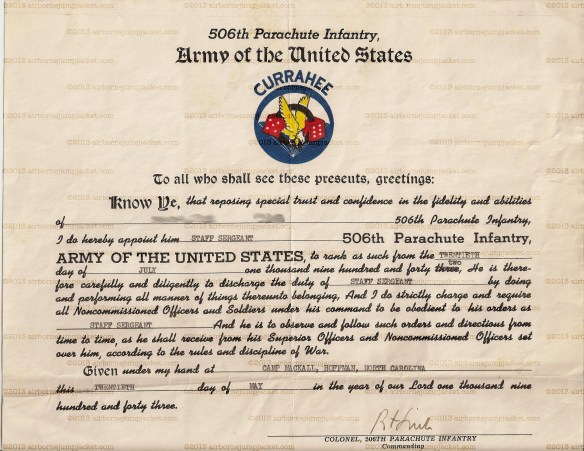 506th Parachute Infantry,
Army of the United States
CURRAHEE
To all who shall see these presents, greetings:
Know Ye, that reposing special trust and confidence in the fidelity and abilities
of 506th Parachute Infantry,
I do hereby appoint him STAFF SERGEANT 506th Parachute Infantry,
ARMY OF THE UNITED STATES, to rank as such from the TWENTIETH
two
day of JULY one thousand nine hundred and forty three, He is there-
fore carefully and diligently to discharge the duty of STAFF SERGEANT by doing
and performing all manner of things thereunto belonging, And I do strictly charge and require
all Noncommissioned Officers and Soldiers under his command to be obedient to his orders as
STAFF SERGEANT And he is to observe and follow such orders and directions from
time to time, as he shall receive from his Superior Officers and Noncommissioned Officers set
over him, according to the rules and discipline of War.
Given under my hand at CAMP MACKALL, HOFFMAN, NORTH CAROLINA
this TWENTIETH day of MAY in the year of our Lord one thousand nine
hundred and forty three.
COLONEL, 506TH PARACHUTE INFANTRY
Commanding.
©2013 airbornejumpjacket.com